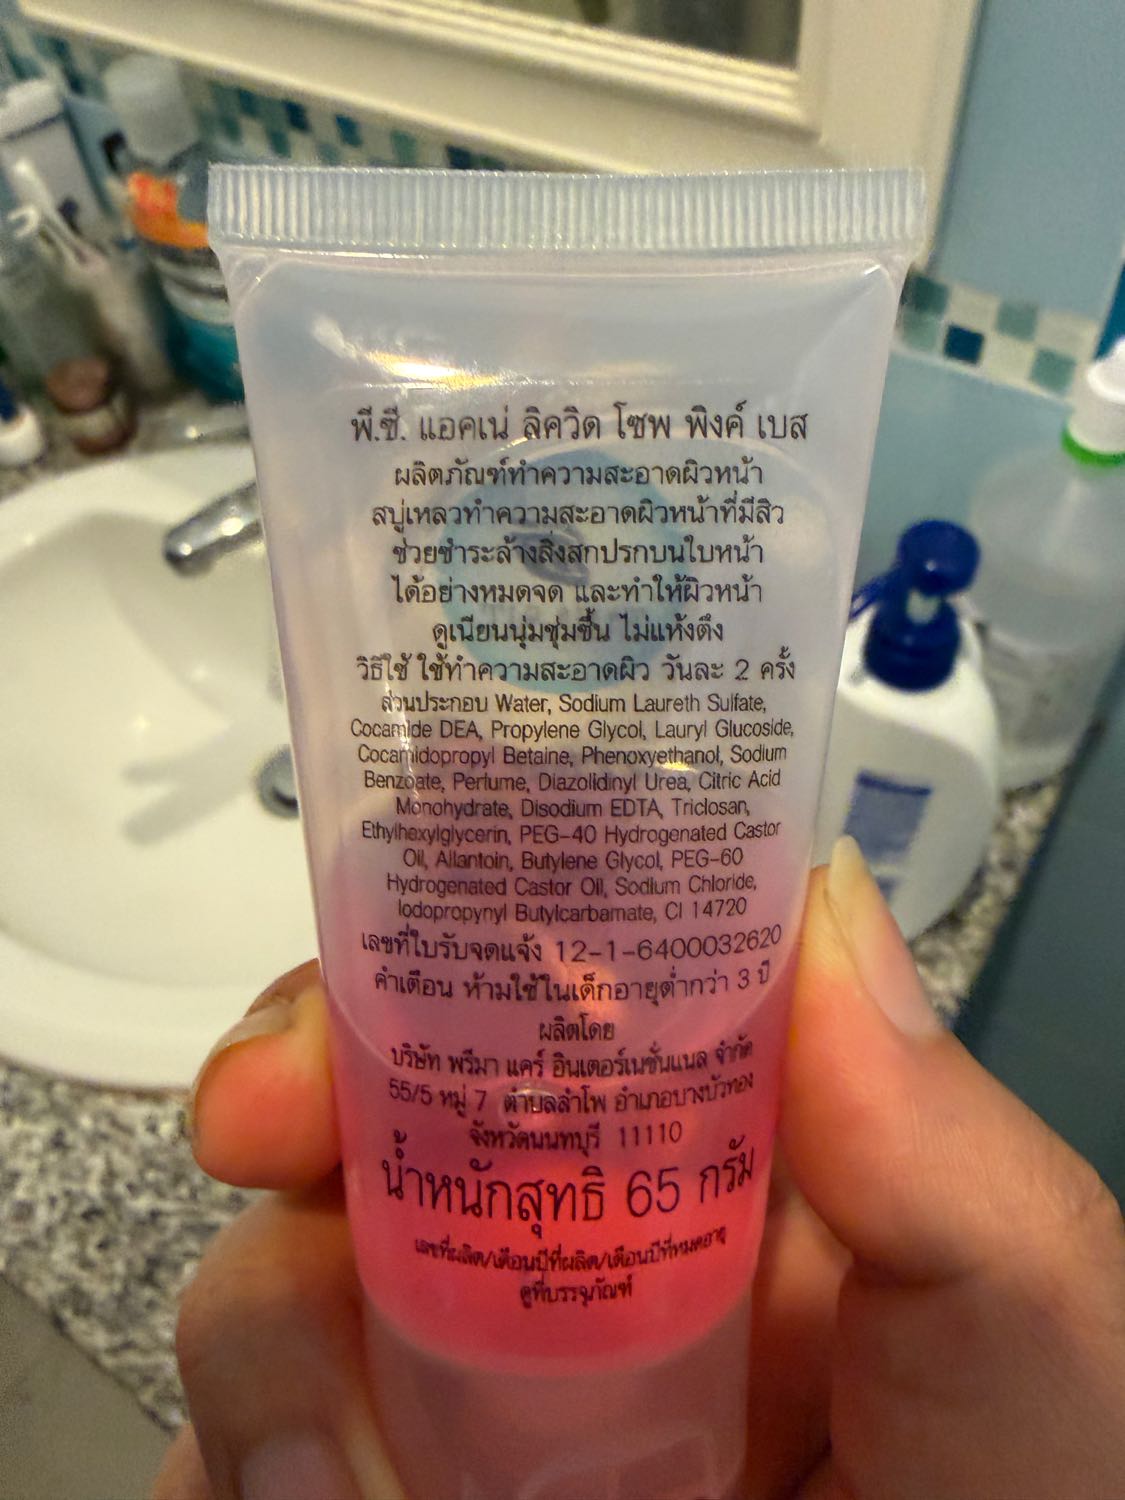 พี.ซี. แอคเน่ ลิควิด โซพ พิงค์ เบส
ผลิตภัณฑ์ทำความสะอาดผิวหน้า
สบู่เหลวทำความสะอาดผิวหน้าที่มีสิว
ช่วยชำระล้างสิ่งสกปรกบนใบหน้า
ได้อย่างหมดจด และทำให้ผิวหน้า
ดูเนียนนุ่มชุ่มชื้น ไม่แห้งตึง
วิธีใช้ ใช้ทำความสะอาดผิว วันละ 2 ครั้ง
ส่วนประกอบ Water, Sodium Laureth Sulfate,
Cocamide DEA, Propylene Glycol, Lauryl Glucoside,
Cocamidopropyl Betaine, Phenoxyethanol, Sodium
Benzoate, Perfume, Diazolidinyl Urea, Citric Acid
Monohydrate, Disodium EDTA, Triclosan,
Ethylhexylglycerin, PEG-40 Hydrogenated Castor
Oil, Allantoin, Butylene Glycol, PEG-60
Hydrogenated Castor Oil, Sodium Chloride,
Iodopropynyl Butylcarbamate, CI 14720
เลขที่ใบรับจดแจ้ง 12-1-6400032620
คำเตือน ห้ามใช้ในเด็กอายุต่ำกว่า 3 ปี
ผลิตโดย
บริษัท พรีมา แคร์ อินเตอร์เนชั่นแนล จำกัด
55/5 หมู่ 7 ตำบลลำโพ อำเภอบางบัวทอง
จังหวัดนนทบุรี 11110
น้ำหนักสุทธิ 65 กรัม
เลขที่ผลิต/เดือนปีที่ผลิต/เดือนปีที่หมดอายุ
ดูที่บรรจุภัณฑ์